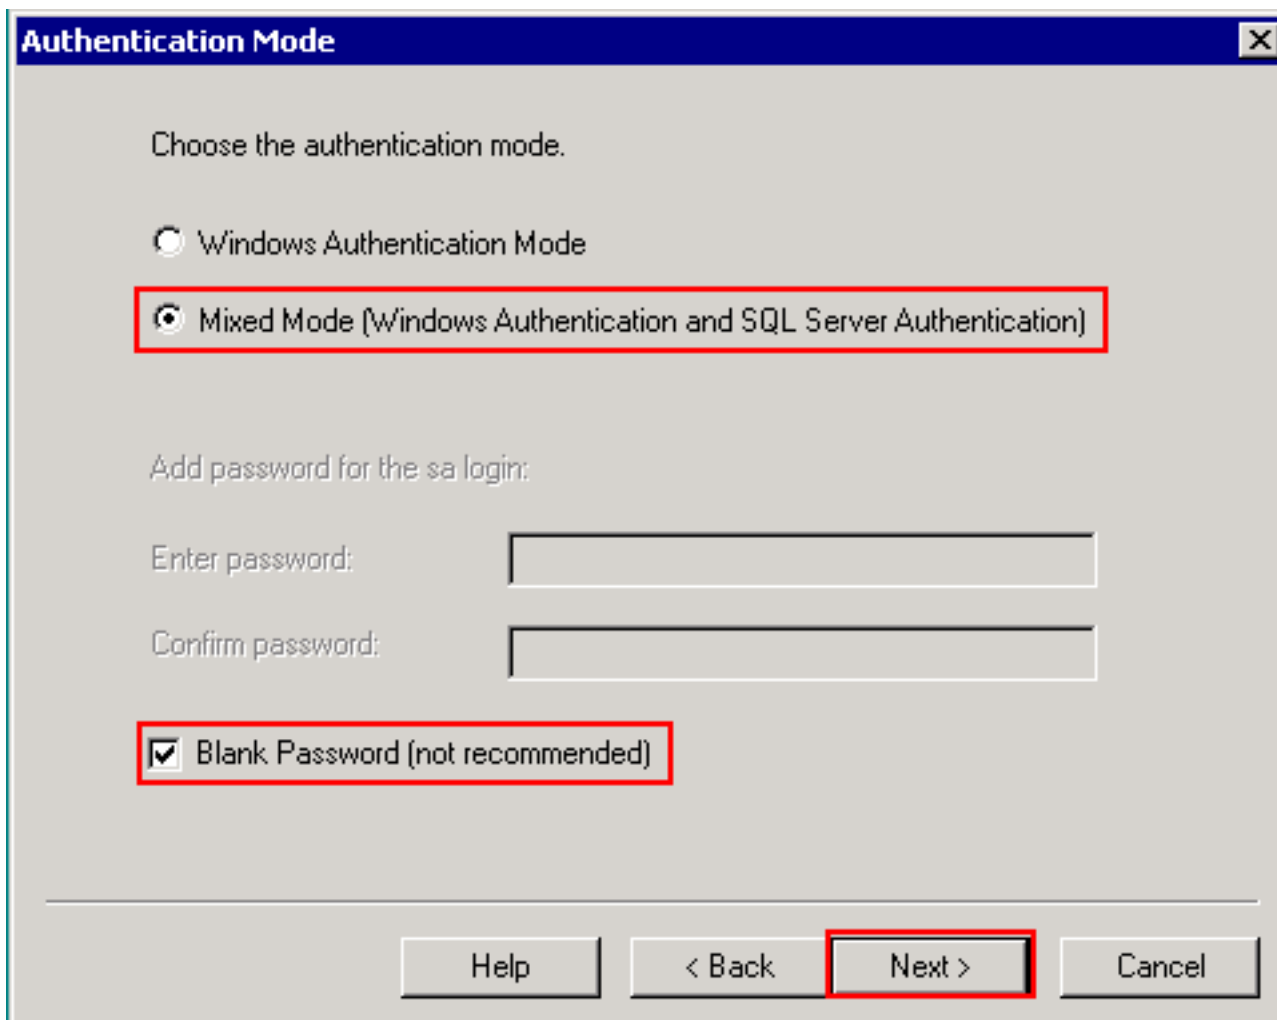 Authentication Mode
Choose the authentication mode.
Windows Authentication Mode
Mixed Mode (Windows Authentication and SQL Server Authentication)
Add password for the sa login:
Enter password:
Confirm password:
Blank Password (not recommended)
Help
< Back
Next >
Cancel